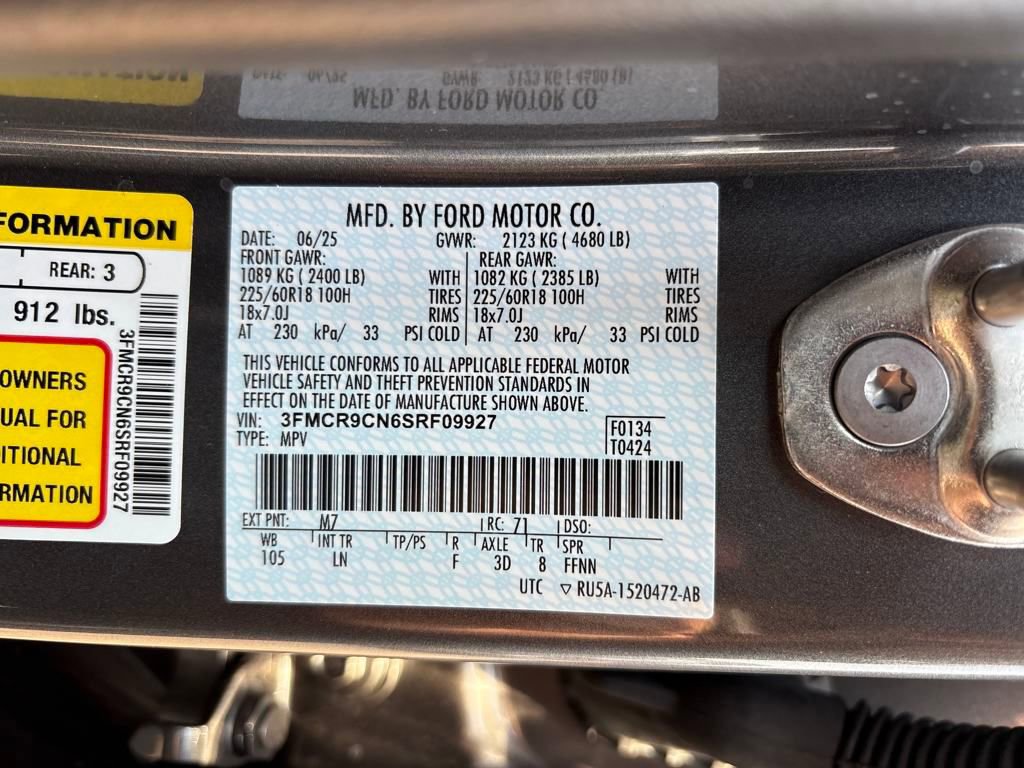 FORMATION
REAR: 3
912 lbs.
OWNERS
UAL FOR
ITIONAL
RMATION
3FMCR9CN6SRF09927
MFD. BY FORD MOTOR CO.
DATE: 06/25 GVWR: 2123 KG ( 4680 LB)
FRONT GAWR: REAR GAWR:
1089 KG ( 2400 LB) WITH 1082 KG ( 2385 LB) WITH
225/60R18 100H TIRES 225/60R18 100H TIRES
18x7.0J RIMS 18x7.0J RIMS
AT 230 kPa/ 33 PSI COLD AT 230 kPa/ 33 PSI COLD
THIS VEHICLE CONFORMS TO ALL APPLICABLE FEDERAL MOTOR
VEHICLE SAFETY AND THEFT PREVENTION STANDARDS IN
EFFECT ON THE DATE OF MANUFACTURE SHOWN ABOVE.
VIN: 3FMCR9CN6SRF09927
TYPE: MPV
F0134
T0424
EXT PNT: M7 RC: 71 DSO:
WB INT TR TP/PS R AXLE TR SPR
105 LN F 3D 8 FFNN
UTC ▽ RU5A-1520472-AB